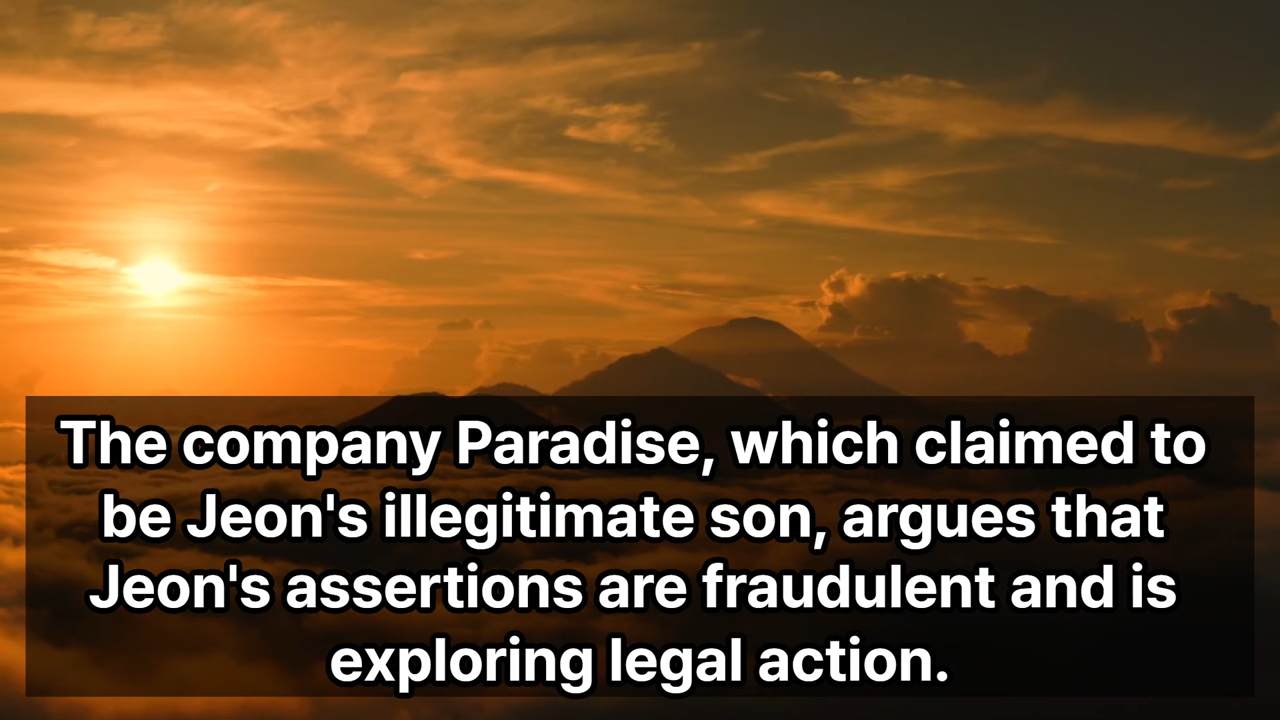 The company Paradise, which claimed to
be Jeon's illegitimate son, argues that
Jeon's assertions are fraudulent and is
exploring legal action.